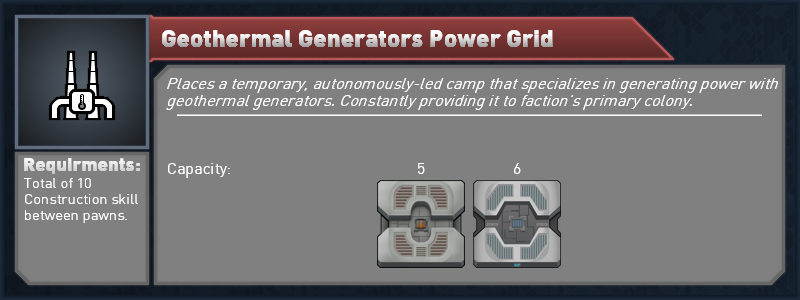 Geothermal Generators Power Grid
Places a temporary, autonomously-led camp that specializes in generating power with
geothermal generators. Constantly providing it to faction's primary colony.
Requirments:
Total of 10
Construction skill
between pawns.
Capacity:
5 6